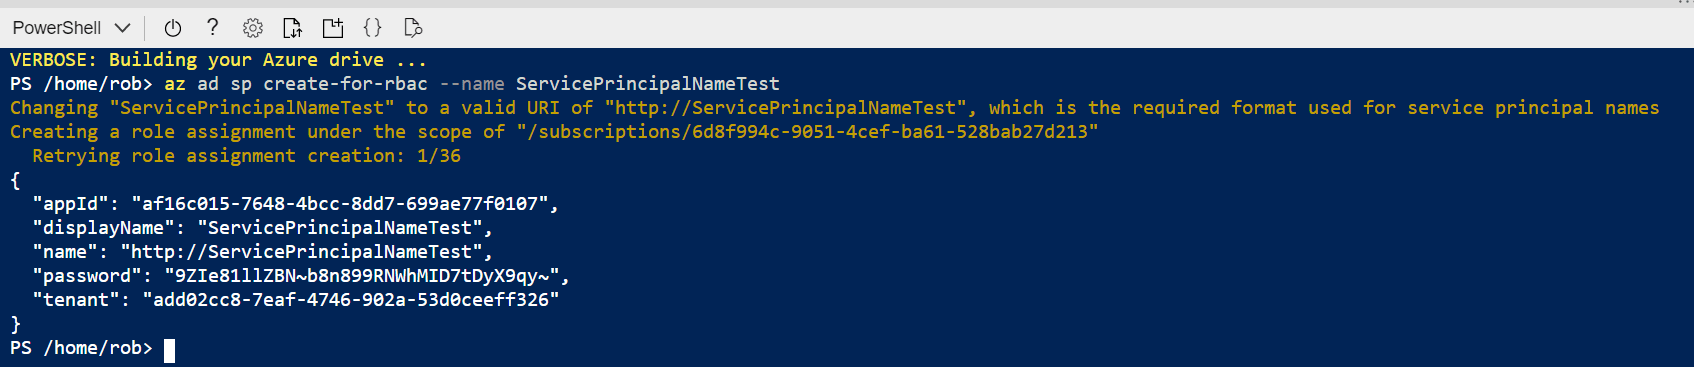 PowerShell
VERBOSE: Building your Azure drive ...
PS /home/rob> az ad sp create-for-rbac --name ServicePrincipalNameTest
Changing "ServicePrincipalNameTest" to a valid URI of "http://ServicePrincipalNameTest", which is the required format used for service principal names
Creating a role assignment under the scope of "/subscriptions/6d8f994c-9051-4cef-ba61-528bab27d213"
  Retrying role assignment creation: 1/36
{
  "appId": "af16c015-7648-4bcc-8dd7-699ae77f0107",
  "displayName": "ServicePrincipalNameTest",
  "name": "http://ServicePrincipalNameTest",
  "password": "9ZIe81llZBN~b8n899RNWhMID7tDyX9qy~",
  "tenant": "add02cc8-7eaf-4746-902a-53d0ceeff326"
}
PS /home/rob>